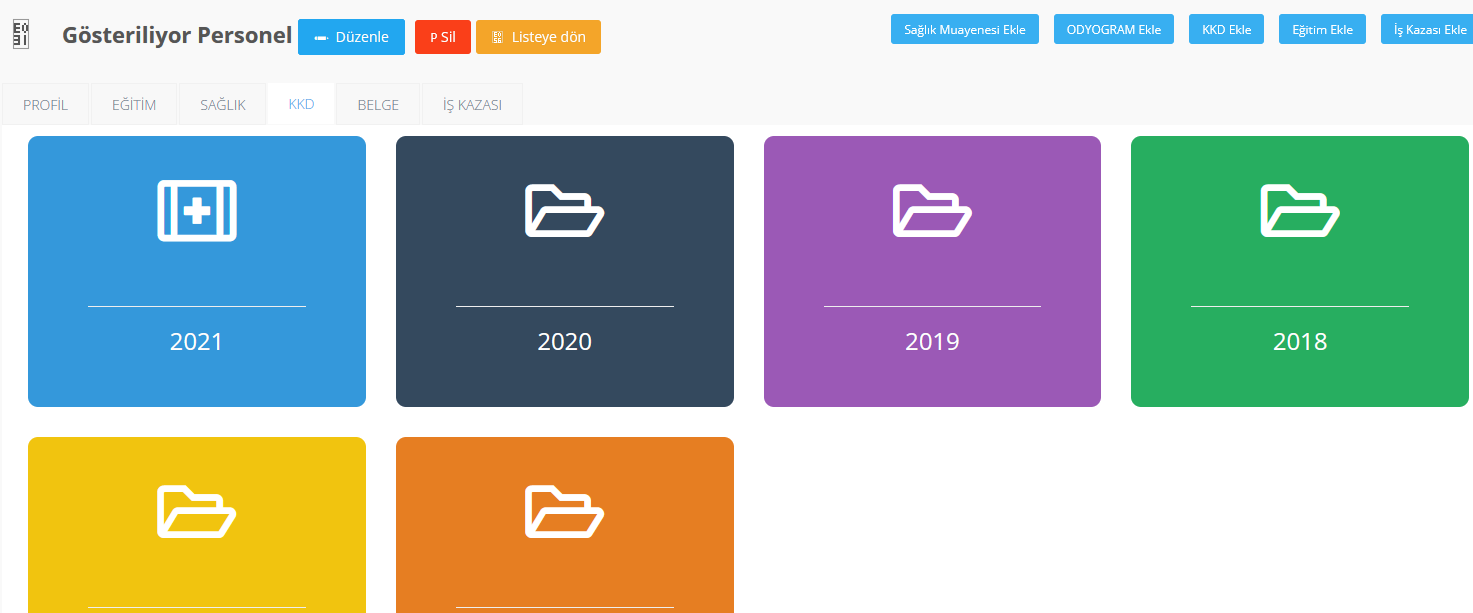 Gösteriliyor Personel
Düzenle
P Sil
Listeye dön
Sağlık Muayenesi Ekle
ODYOGRAM Ekle
KKD Ekle
Eğitim Ekle
İş Kazası Ekle
PROFİL
EĞİTİM
SAĞLIK
KKD
BELGE
İŞ KAZASI
2021
2020
2019
2018